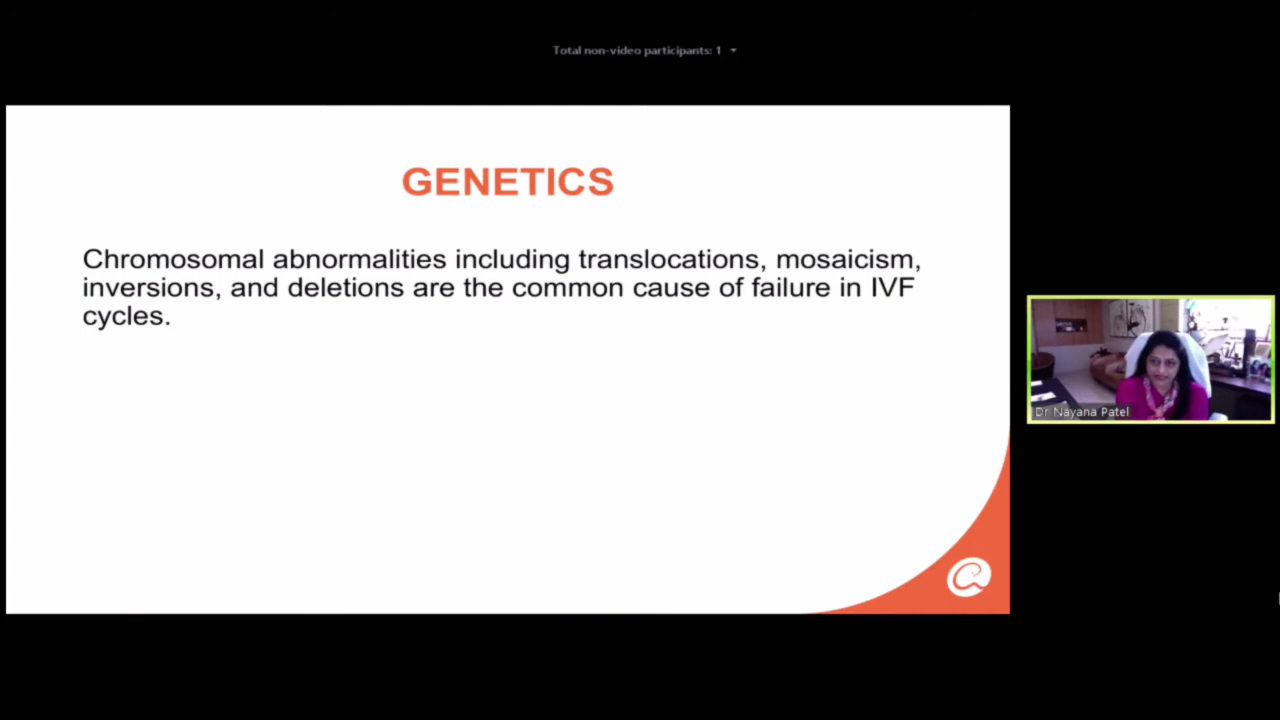 Total non-video participants: 1
GENETICS
Chromosomal abnormalities including translocations, mosaicism,
inversions, and deletions are the common cause of failure in IVF
cycles.
Dr Nayana Patel